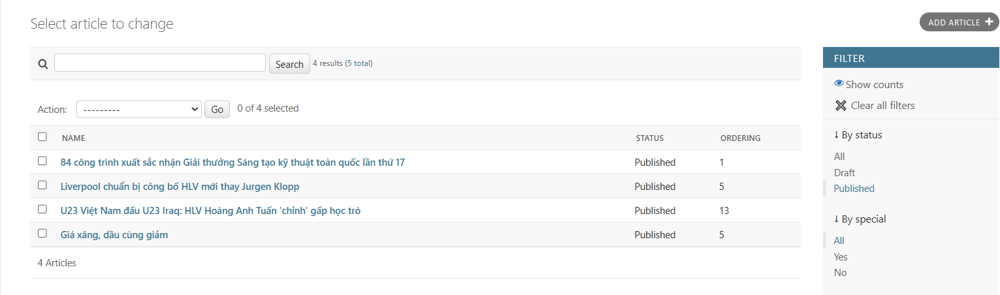 Select article to change
ADD ARTICLE +
Search 4 results (5 total)
Action: --------- Go 0 of 4 selected
NAME STATUS ORDERING
84 công trình xuất sắc nhận Giải thưởng Sáng tạo kỹ thuật toàn quốc lần thứ 17 Published 1
Liverpool chuẩn bị công bố HLV mới thay Jurgen Klopp Published 5
U23 Việt Nam đấu U23 Iraq: HLV Hoàng Anh Tuấn 'chỉnh' gấp học trò Published 13
Giá xăng, dầu cùng giảm Published 5
4 Articles
FILTER
Show counts
Clear all filters
↓ By status
All
Draft
Published
↓ By special
All
Yes
No